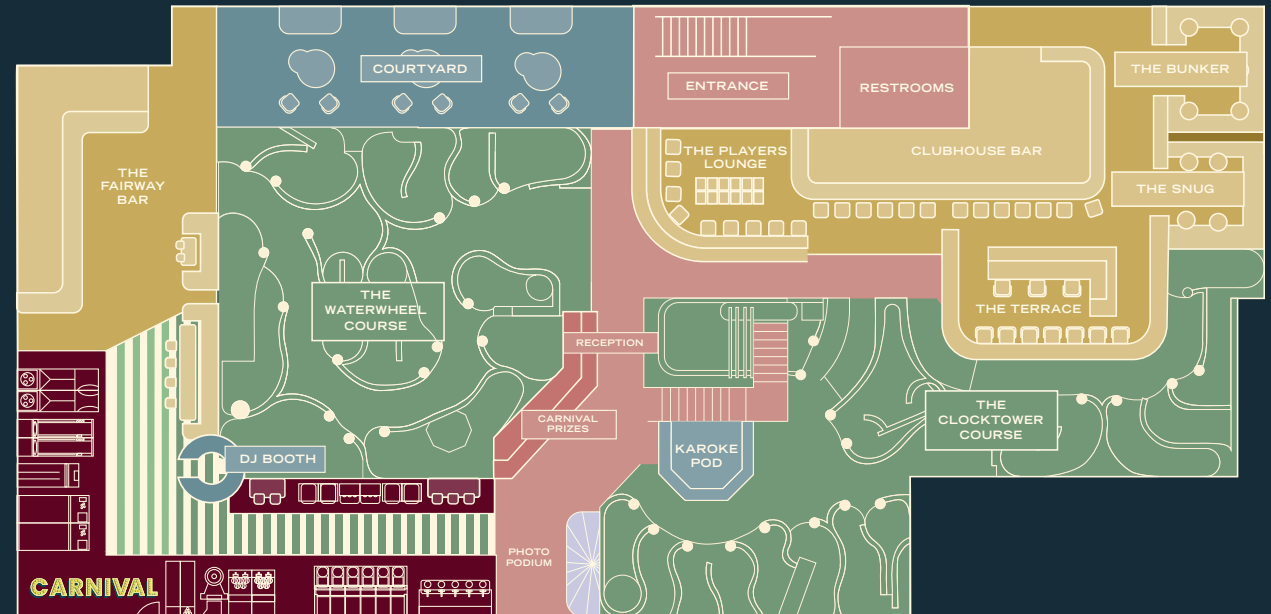 COURTYARD
ENTRANCE
RESTROOMS
THE BUNKER
THE PLAYERS
LOUNGE
CLUBHOUSE BAR
THE SNUG
THE
FAIRWAY
BAR
THE
WATERWHEEL
COURSE
THE TERRACE
RECEPTION
CARNIVAL
PRIZES
THE
CLOCKTOWER
COURSE
KAROKE
POD
DJ BOOTH
PHOTO
PODIUM
CARNIVAL